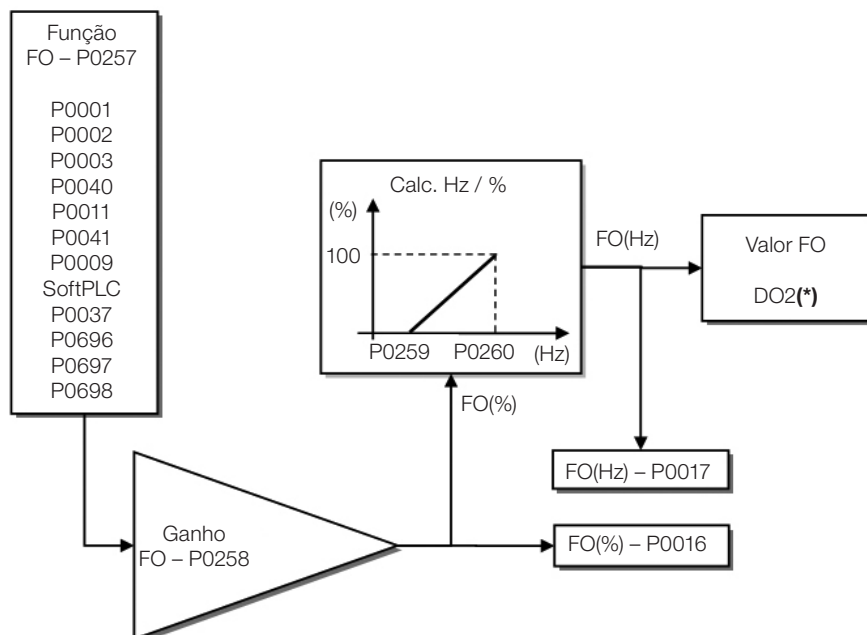 Função
FO – P0257
P0001
P0002
P0003
P0040
P0011
P0041
P0009
SoftPLC
P0037
P0696
P0697
P0698
Calc. Hz / %
(%)
100
P0259
P0260
(Hz)
FO(Hz)
Valor FO
DO2(*)
FO(%)
FO(Hz) – P0017
Ganho
FO – P0258
FO(%) – P0016